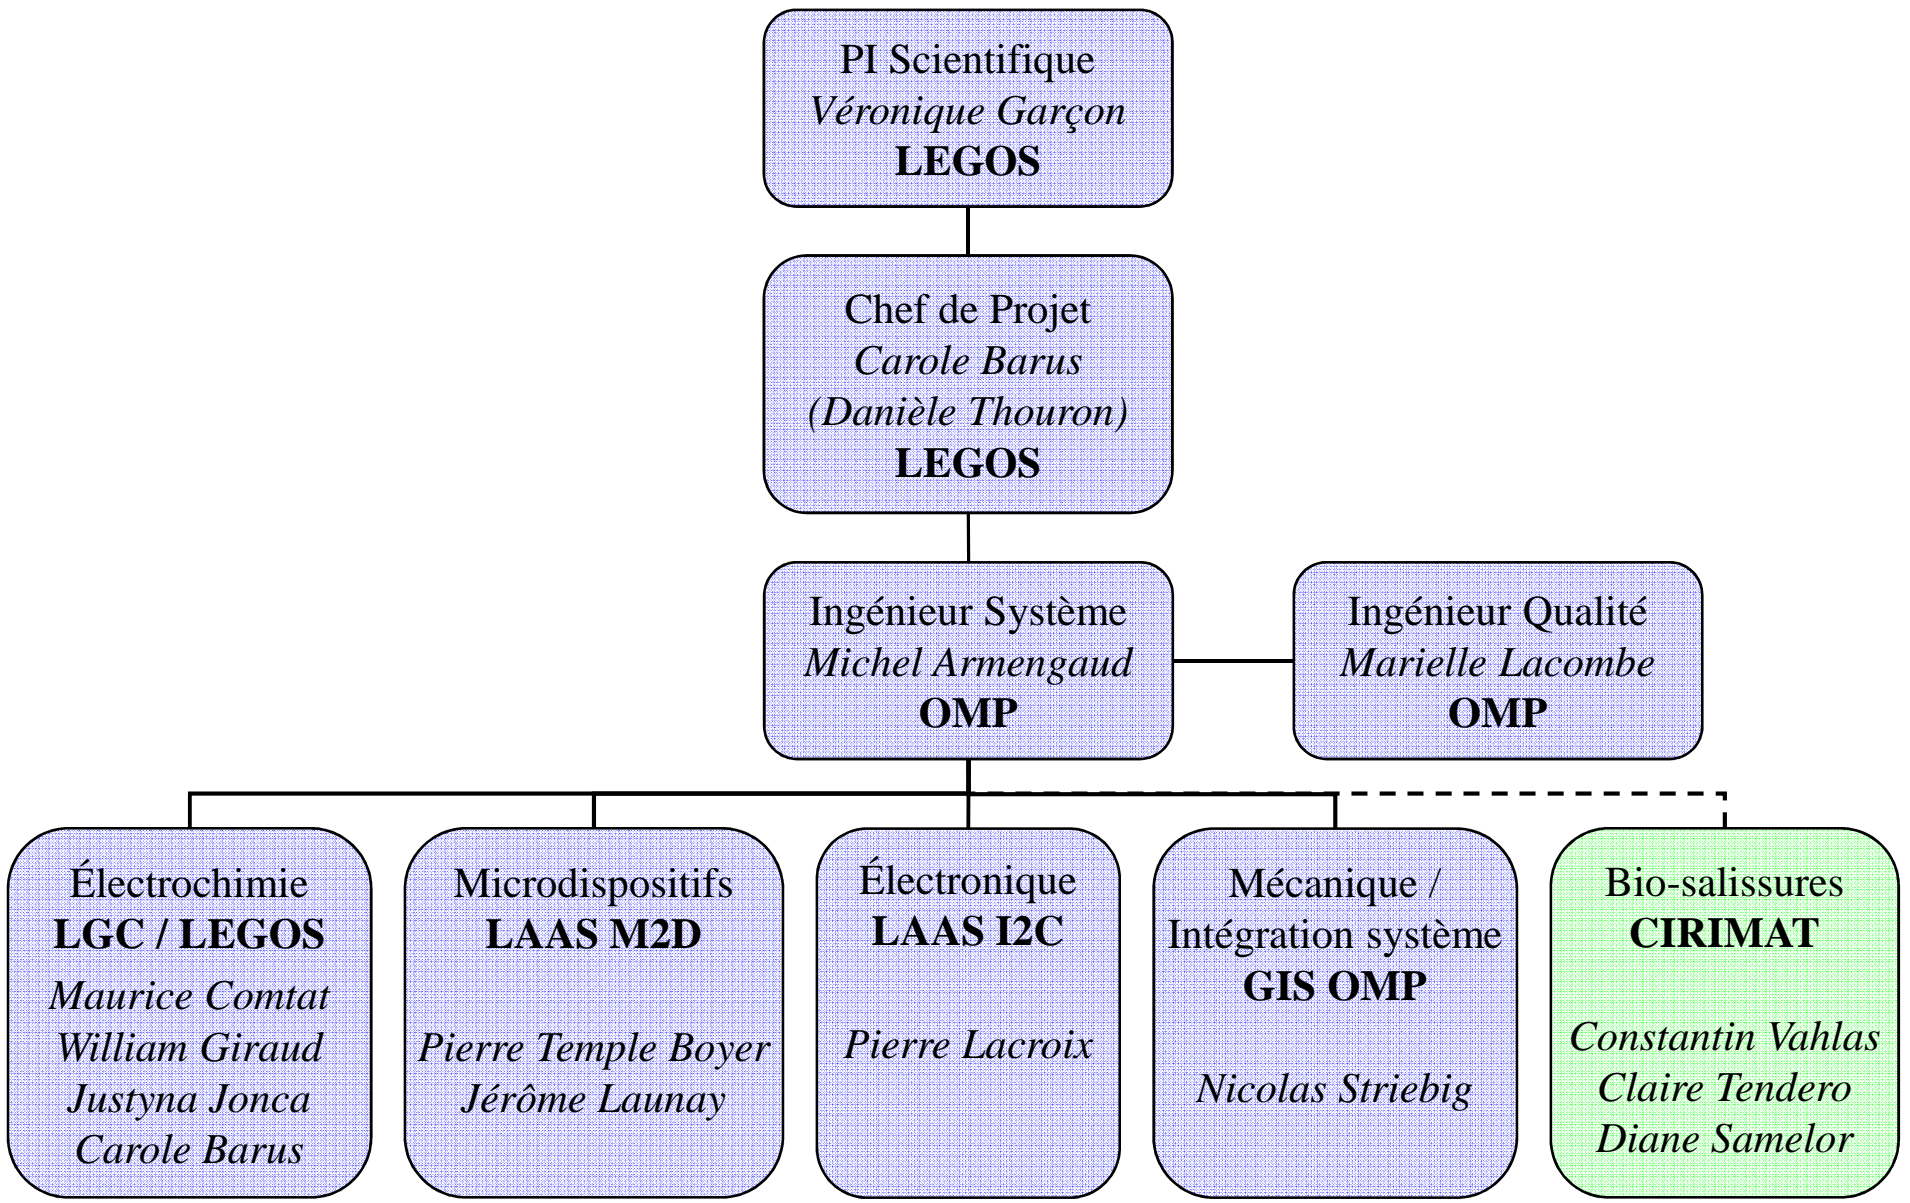 PI Scientifique
Véronique Garçon
LEGOS
Chef de Projet
Carole Barus
(Danièle Thouron)
LEGOS
Ingénieur Système
Michel Armengaud
OMP
Ingénieur Qualité
Marielle Lacombe
OMP
Électrochimie
LGC / LEGOS
Maurice Comtat
William Giraud
Justyna Jonca
Carole Barus
Microdispositifs
LAAS M2D
Pierre Temple Boyer
Jérôme Launay
Électronique
LAAS I2C
Pierre Lacroix
Mécanique /
Intégration système
GIS OMP
Nicolas Striebig
Bio-salissures
CIRIMAT
Constantin Vahlas
Claire Tendero
Diane Samelor